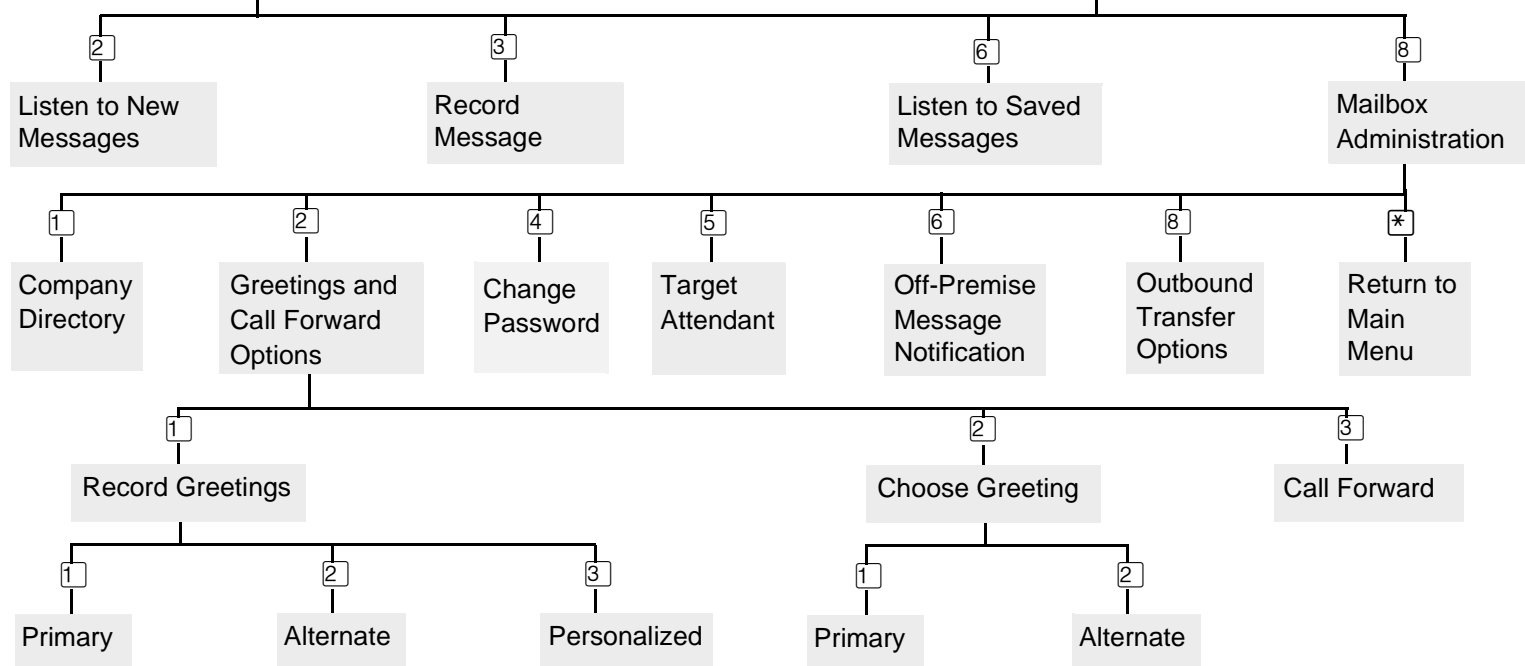 2
3
6
8
Listen to New
Messages
Record
Message
Listen to Saved
Messages
Mailbox
Administration
1
2
4
5
6
8
*
Company
Directory
Greetings and
Call Forward
Options
Change
Password
Target
Attendant
Off-Premise
Message
Notification
Outbound
Transfer
Options
Return to
Main
Menu
1
2
3
Record Greetings
Choose Greeting
Call Forward
1
2
3
1
2
Primary
Alternate
Personalized
Primary
Alternate